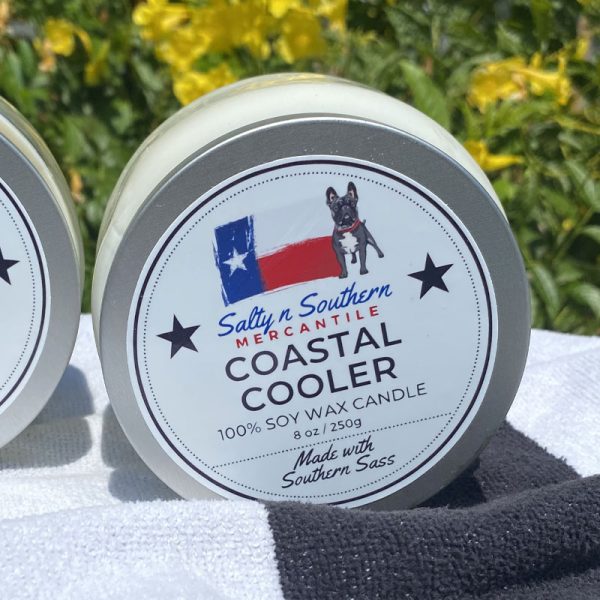 Salty n Southern
MERCANTILE
COASTAL
COOLER
100% SOY WAX CANDLE
8 oz / 250g
Made with
Southern Sass